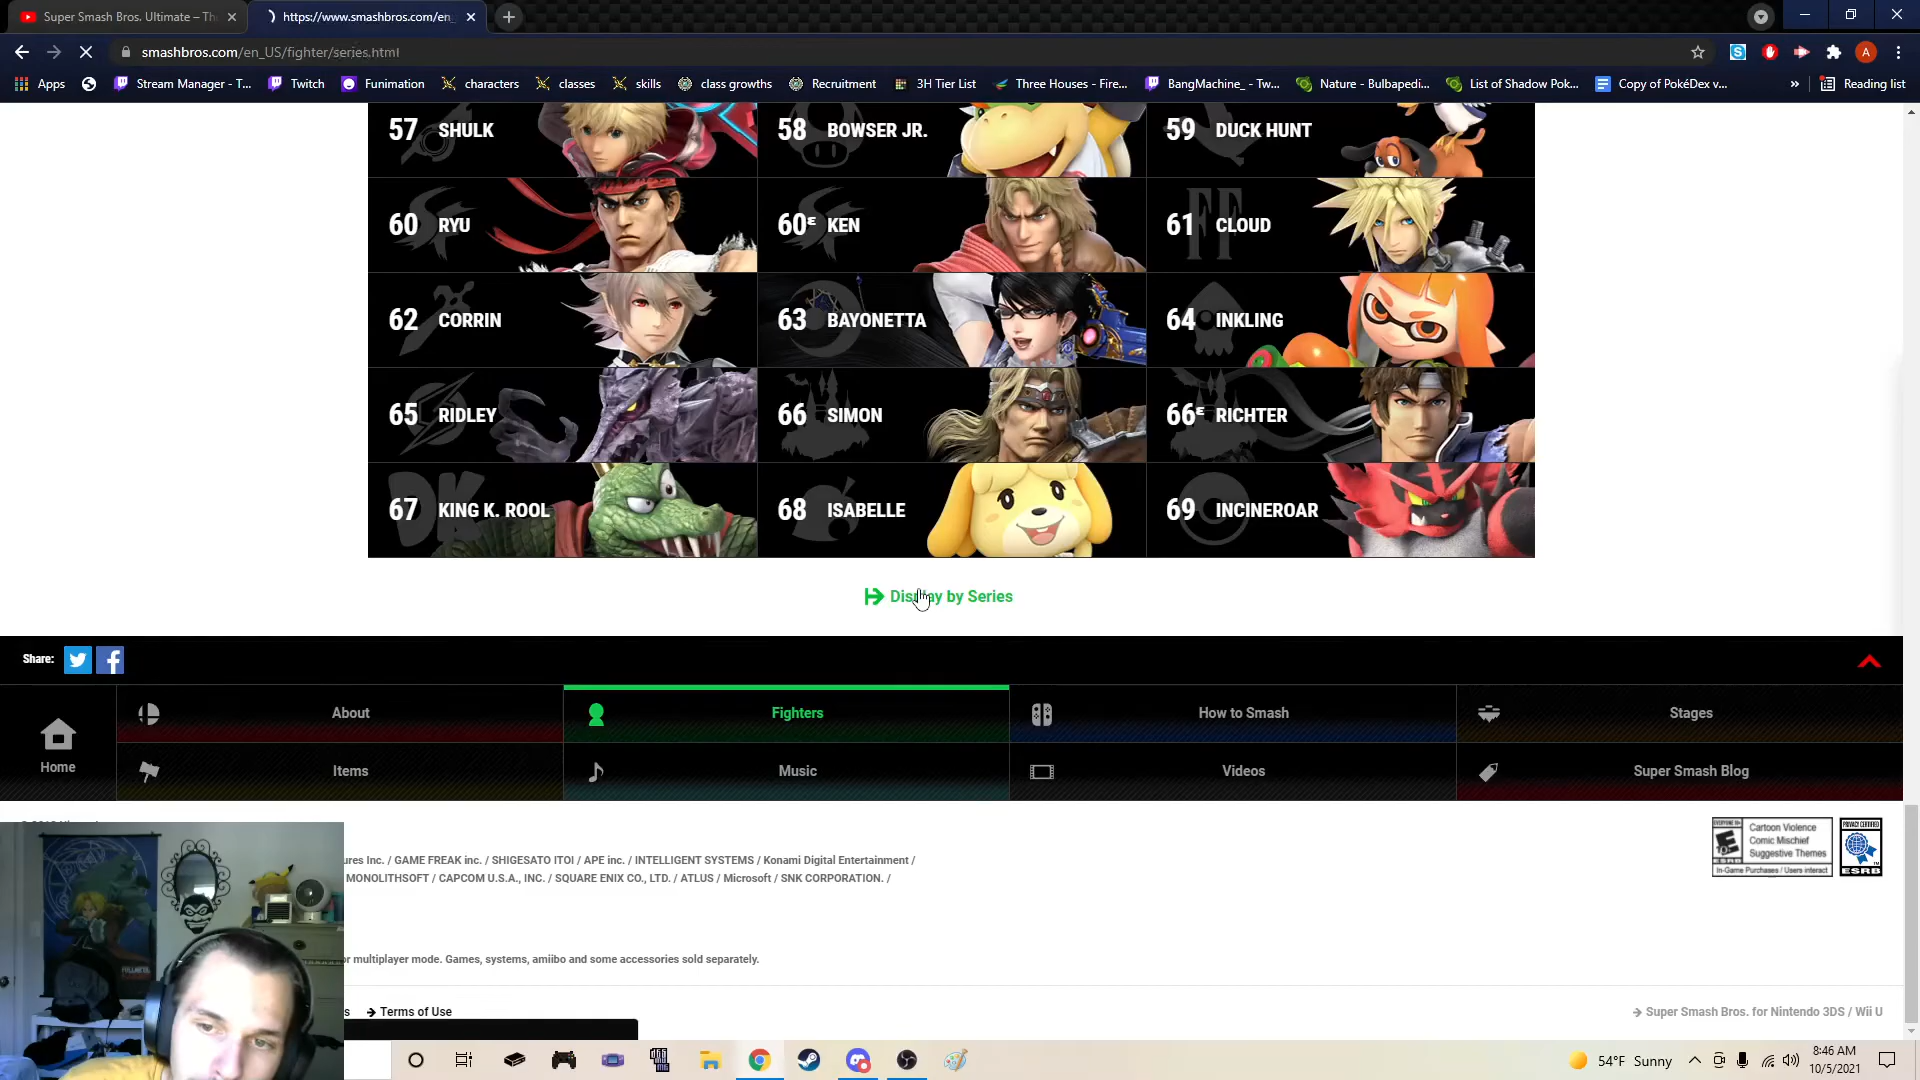 Super Smash Bros. Ultimate – Th
https://www.smashbros.com/en_
smashbros.com/en_US/fighter/series.html
A
Apps
Stream Manager - T...
Twitch
Funimation
characters
classes
skills
class growths
Recruitment
3H Tier List
Three Houses - Fire...
BangMachine_ - Tw...
Nature - Bulbapedi...
List of Shadow Pok...
Copy of PokéDex v...
»
Reading list
57 SHULK
58 BOWSER JR.
59 DUCK HUNT
60 RYU
60ᵋ KEN
61 CLOUD
62 CORRIN
63 BAYONETTA
64 INKLING
65 RIDLEY
66 SIMON
66ᵋ RICHTER
67 KING K. ROOL
68 ISABELLE
69 INCINEROAR
Display by Series
Share:
Home
About
Fighters
How to Smash
Stages
Items
Music
Videos
Super Smash Blog
ures Inc. / GAME FREAK inc. / SHIGESATO ITOI / APE inc. / INTELLIGENT SYSTEMS / Konami Digital Entertainment /
MONOLITHSOFT / CAPCOM U.S.A., INC. / SQUARE ENIX CO., LTD. / ATLUS / Microsoft / SNK CORPORATION. /
EVERYONE 10+
Cartoon Violence
Comic Mischief
Suggestive Themes
ESRB
In-Game Purchases / Users Interact
PRIVACY CERTIFIED
ESRB
or multiplayer mode. Games, systems, amiibo and some accessories sold separately.
s
Terms of Use
Super Smash Bros. for Nintendo 3DS / Wii U
54°F Sunny
8:46 AM
10/5/2021